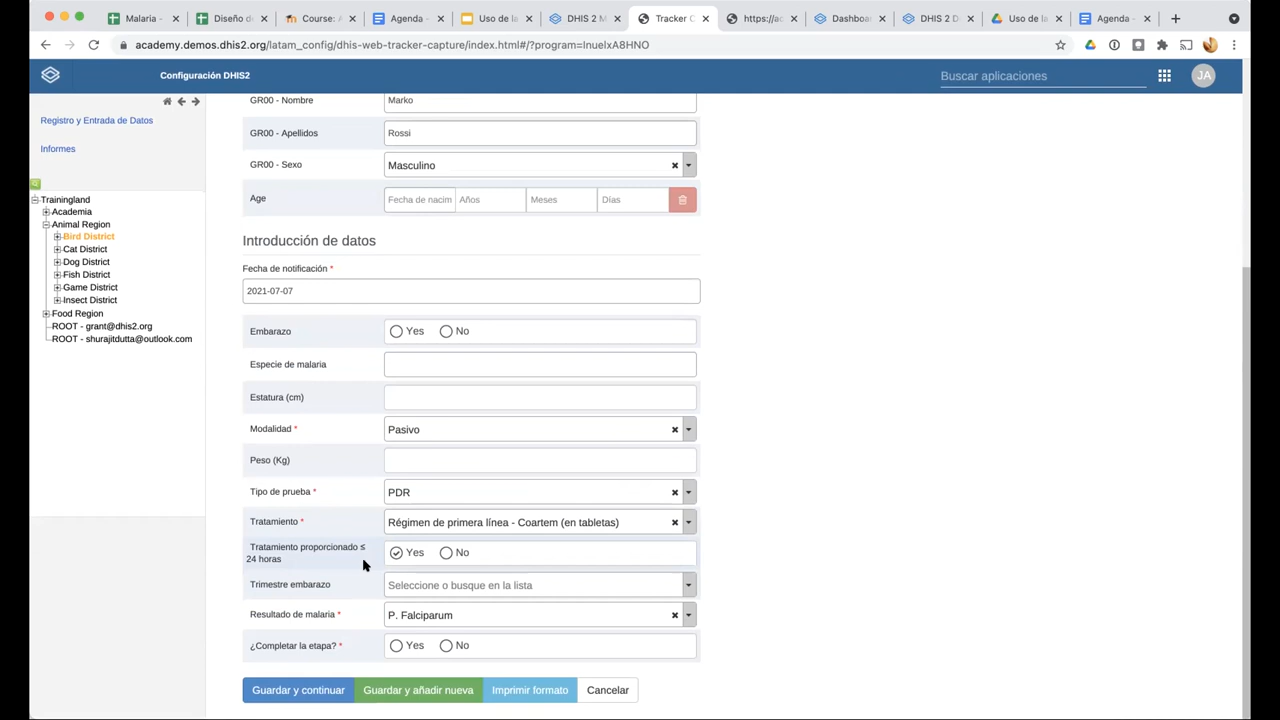 Malaria -
Diseño d
Course: A
Agenda -
Uso de la
DHIS 2 M
Tracker C
https://ac
Dashboa
DHIS 2 D
Uso de la
Agenda -
academy.demos.dhis2.org/latam_config/dhis-web-tracker-capture/index.html#/?program=InueIxA8HNO
Configuración DHIS2
Buscar aplicaciones
JA
Registro y Entrada de Datos
Informes
Trainingland
Academia
Animal Region
Bird District
Cat District
Dog District
Fish District
Game District
Insect District
Food Region
ROOT - grant@dhis2.org
ROOT - shurajitdutta@outlook.com
GR00 - Nombre Marko
GR00 - Apellidos Rossi
GR00 - Sexo Masculino
Age Fecha de nacim Años Meses Días
Introducción de datos
Fecha de notificación *
2021-07-07
Embarazo Yes No
Especie de malaria
Estatura (cm)
Modalidad * Pasivo
Peso (Kg)
Tipo de prueba * PDR
Tratamiento * Régimen de primera línea - Coartem (en tabletas)
Tratamiento proporcionado ≤
24 horas Yes No
Trimestre embarazo Seleccione o busque en la lista
Resultado de malaria * P. Falciparum
¿Completar la etapa? * Yes No
Guardar y continuar Guardar y añadir nueva Imprimir formato Cancelar